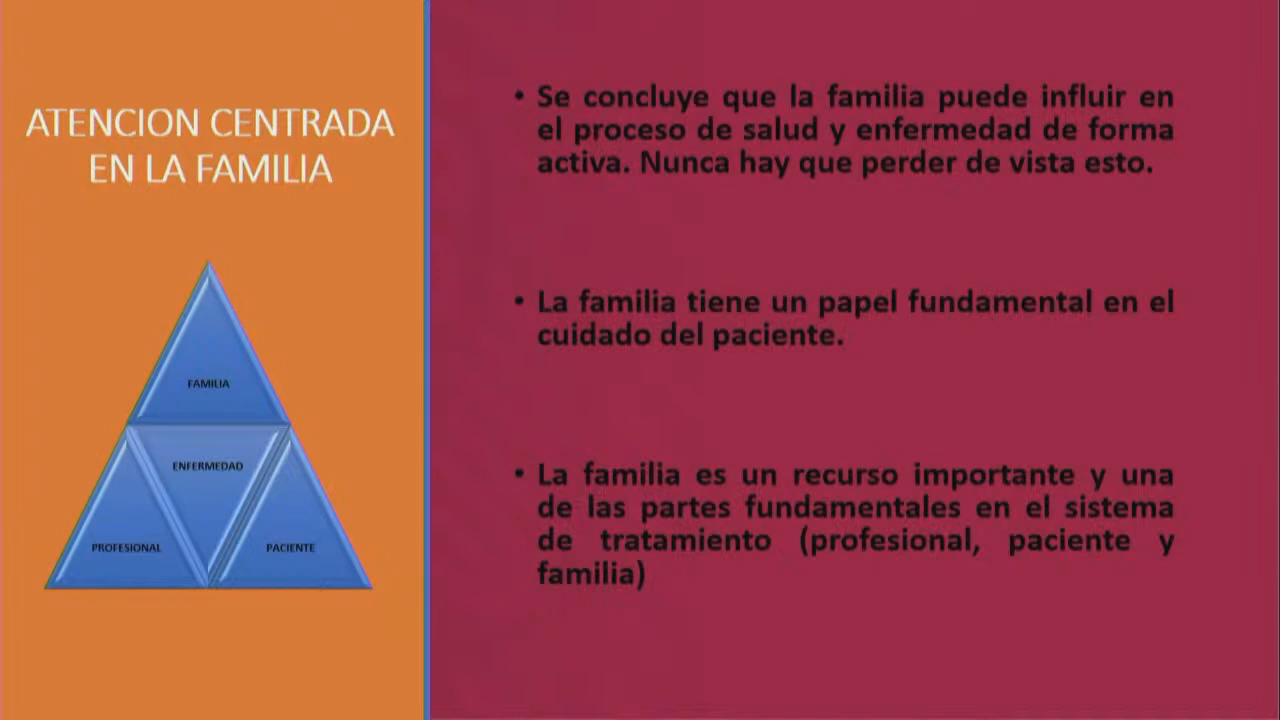 ATENCION CENTRADA
EN LA FAMILIA
FAMILIA
ENFERMEDAD
PROFESIONAL
PACIENTE
• Se concluye que la familia puede influir en
el proceso de salud y enfermedad de forma
activa. Nunca hay que perder de vista esto.
• La familia tiene un papel fundamental en el
cuidado del paciente.
• La familia es un recurso importante y una
de las partes fundamentales en el sistema
de tratamiento (profesional, paciente y
familia)